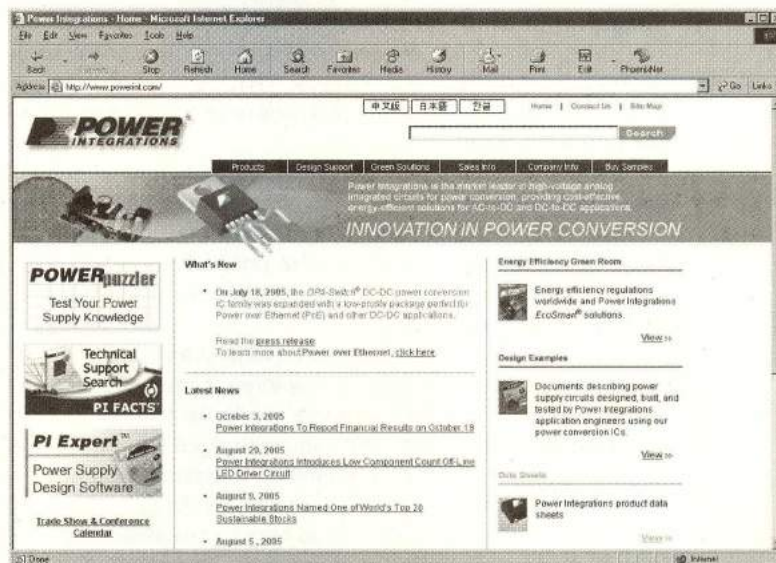 Power Integrations - Home - Microsoft Internet Explorer
File Edit View Favorites Tools Help
Back Stop Refresh Home Search Favorites Media History Mail Print Edit PhoenixNet
Address http://www.powerint.com/ Go Links
中文版 日本語 한글 Home | Contact Us | Site Map
POWER INTEGRATIONS®
Search
Products Design Support Green Solutions Sales Info Company Info Buy Samples
Power Integrations is the market leader in high-voltage analog
integrated circuits for power conversion, providing cost-effective
energy-efficient solutions for AC-to-DC and DC-to-DC applications.
INNOVATION IN POWER CONVERSION
POWER puzzler
Test Your Power
Supply Knowledge
Technical
Support
Search
PI FACTS™
PI Expert™
Power Supply
Design Software
Trade Show & Conference
Calendar
What's New
• On July 18, 2005, the DPA-Switch® DC-DC power conversion
IC family was expanded with a low-profile package perfect for
Power over Ethernet (PoE) and other DC-DC applications.
Read the press release.
To learn more about Power over Ethernet, click here.
Latest News
• October 3, 2005
Power Integrations To Report Financial Results on October 19
• August 29, 2005
Power Integrations Introduces Low Component Count Off-Line
LED Driver Circuit
• August 9, 2005
Power Integrations Named One of World's Top 20
Sustainable Stocks
• August 5, 2005
Energy Efficiency Green Room
Energy efficiency regulations
worldwide and Power Integrations
EcoSmart® solutions.
View >>
Design Examples
Documents describing power
supply circuits designed, built, and
tested by Power Integrations
application engineers using our
power conversion ICs.
View >>
Data Sheets
Power Integrations product data
sheets
View >>
Done Internet